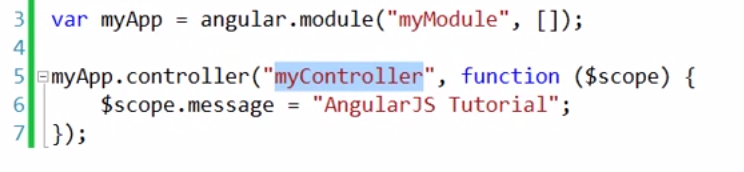 3 var myApp = angular.module("myModule", []);
4
5 myApp.controller("myController", function ($scope) {
6 $scope.message = "AngularJS Tutorial";
7 });